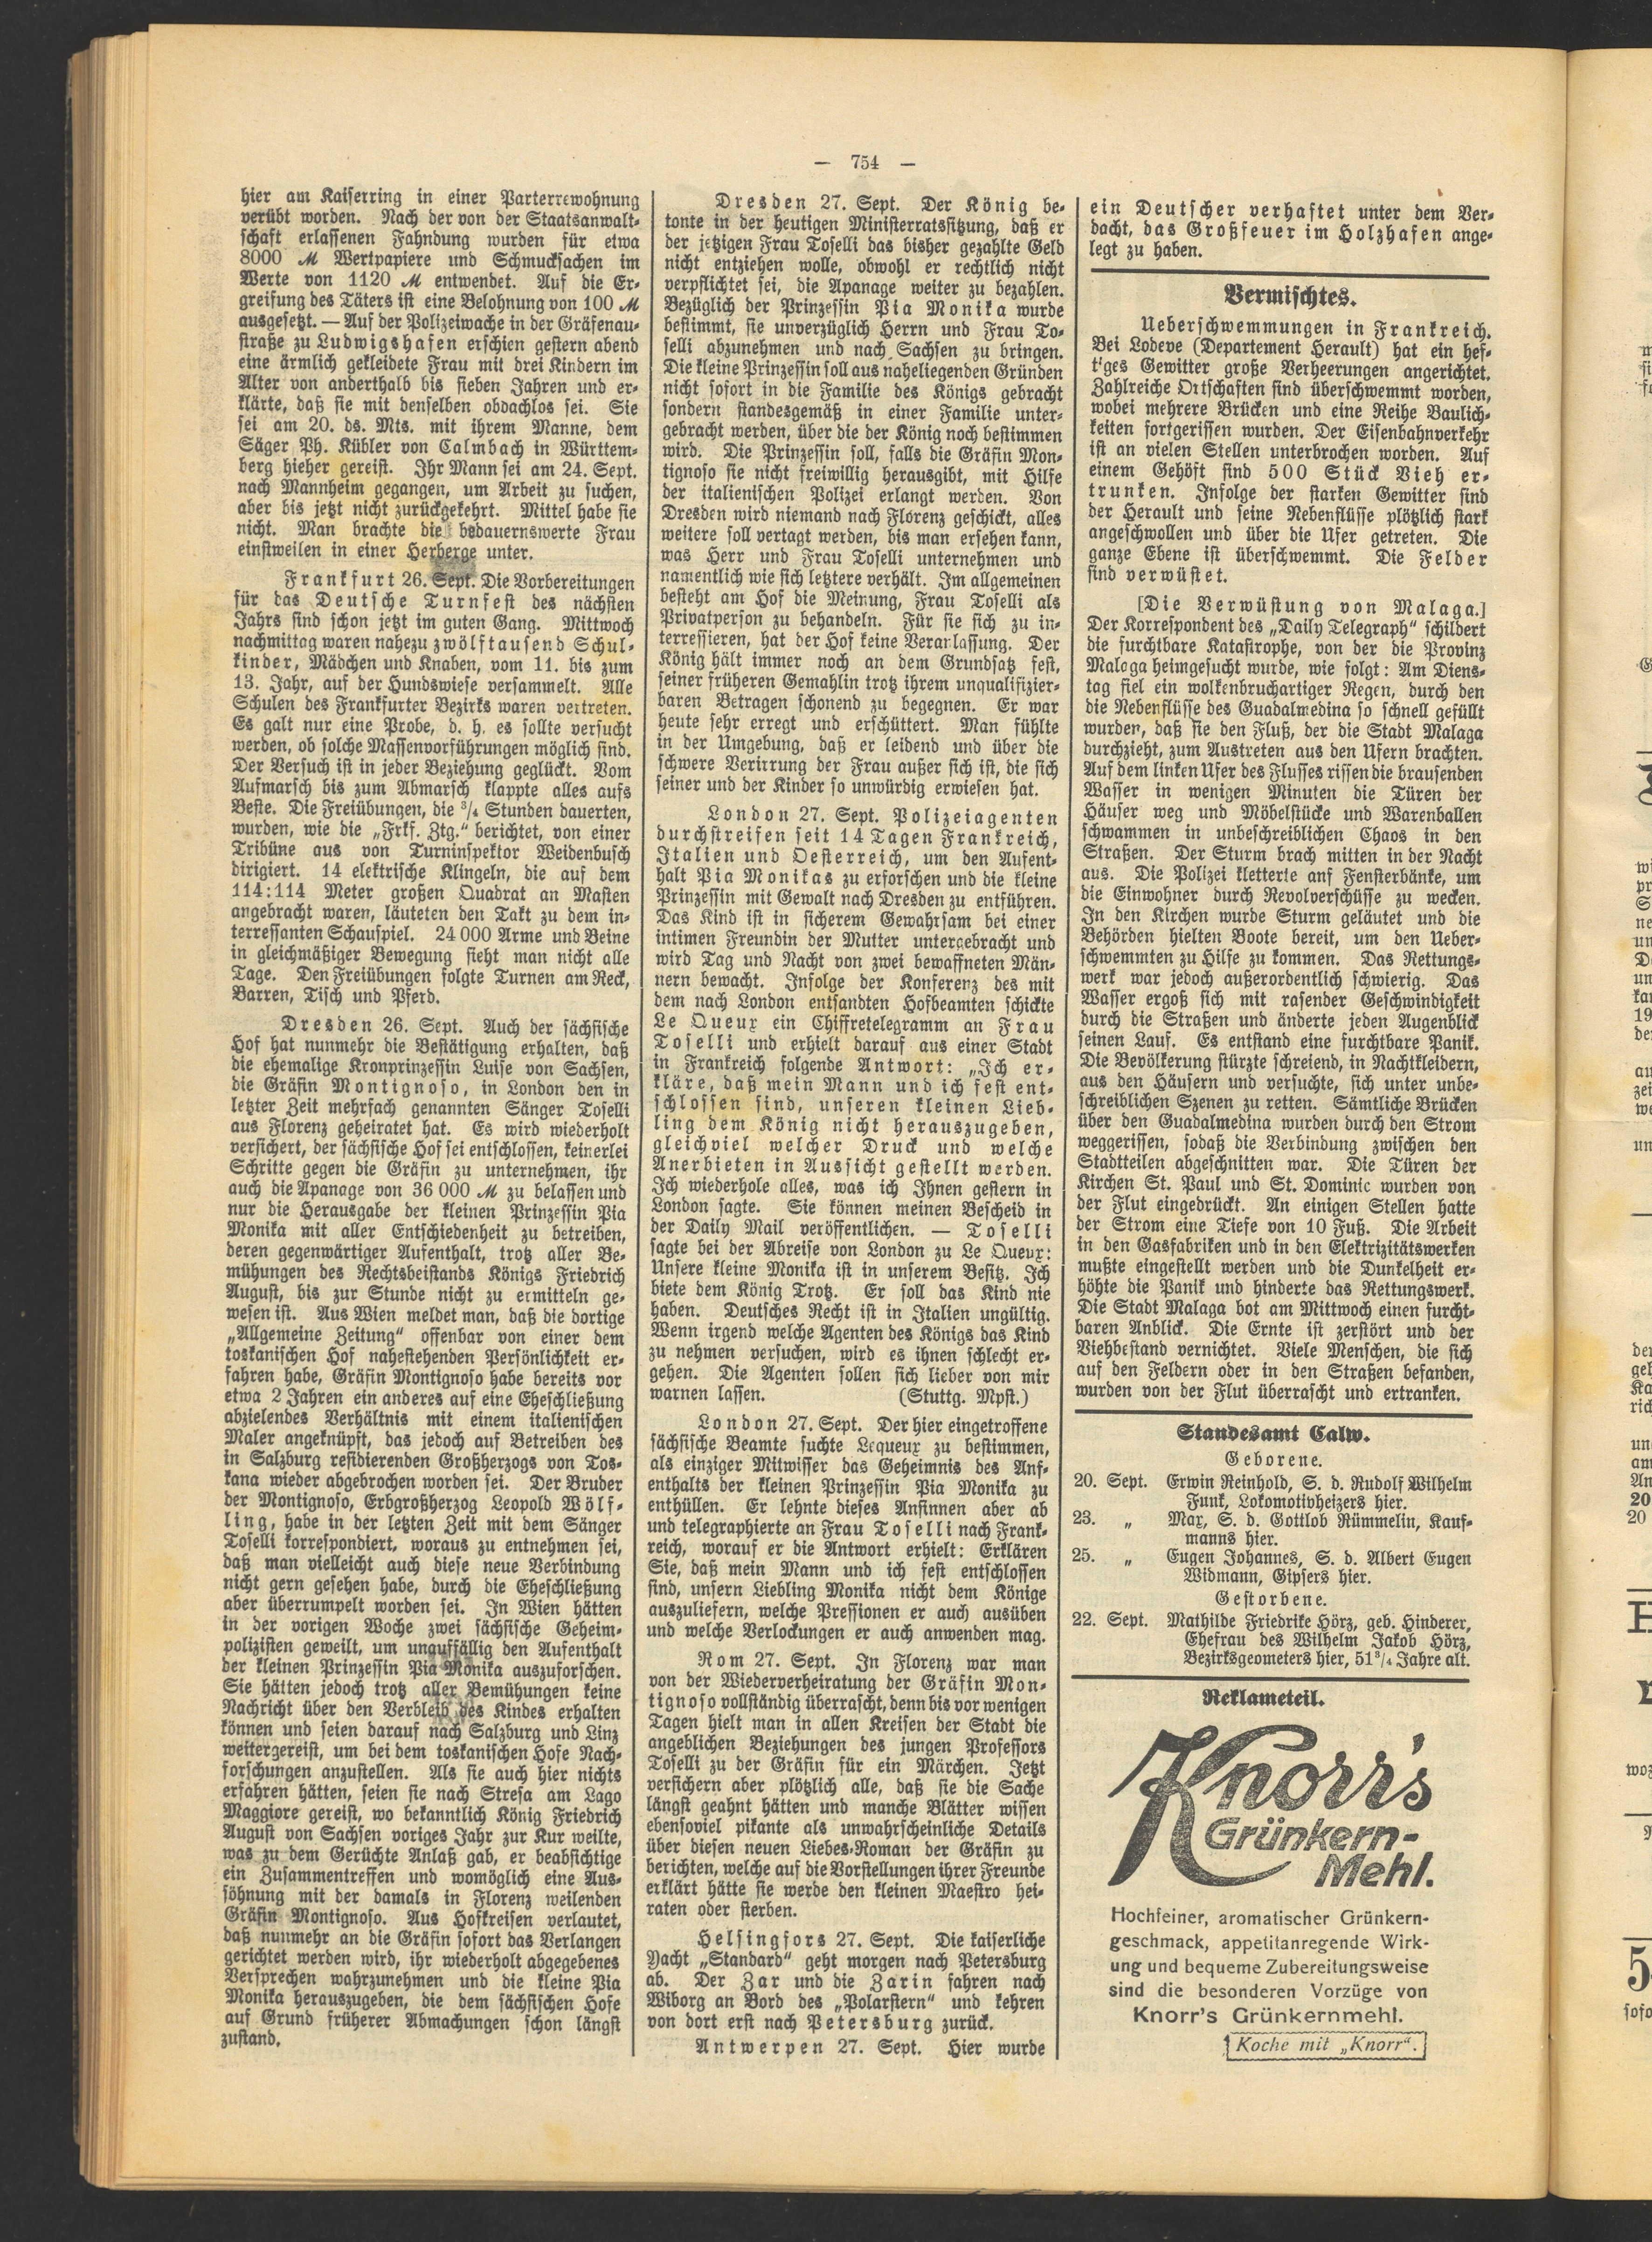 — 754 —
hier am Kaiserring in einer Parterrewohnung
verübt worden. Nach der von der Staatsanwalt-
schaft erlassenen Fahndung wurden für etwa
8000 M Wertpapiere und Schmucksachen im
Werte von 1120 M entwendet. Auf die Er-
greifung des Täters ist eine Belohnung von 100 M
ausgesetzt. — Auf der Polizeiwache in der Gräfenau-
straße zu Ludwigshafen erschien gestern abend
eine ärmlich gekleidete Frau mit drei Kindern im
Alter von anderthalb bis sieben Jahren und er-
klärte, daß sie mit denselben obdachlos sei. Sie
sei am 20. ds. Mts. mit ihrem Manne, dem
Säger Ph. Kübler von Calmbach in Württem-
berg hieher gereist. Ihr Mann sei am 24. Sept.
nach Mannheim gegangen, um Arbeit zu suchen,
aber bis jetzt nicht zurückgekehrt. Mittel habe sie
nicht. Man brachte die bedauernswerte Frau
einstweilen in einer Herberge unter.
Frankfurt 26. Sept. Die Vorbereitungen
für das Deutsche Turnfest des nächsten
Jahrs sind schon jetzt im guten Gang. Mittwoch
nachmittag waren nahezu zwölftausend Schul-
kinder, Mädchen und Knaben, vom 11. bis zum
13. Jahr, auf der Hundswiese versammelt. Alle
Schulen des Frankfurter Bezirks waren vertreten.
Es galt nur eine Probe, d. h. es sollte versucht
werden, ob solche Massenvorführungen möglich sind.
Der Versuch ist in jeder Beziehung geglückt. Vom
Aufmarsch bis zum Abmarsch klappte alles aufs
Beste. Die Freiübungen, die 3/4 Stunden dauerten,
wurden, wie die „Frkf. Ztg.“ berichtet, von einer
Tribüne aus von Turninspektor Weidenbusch
dirigiert. 14 elektrische Klingeln, die auf dem
114:114 Meter großen Quadrat an Masten
angebracht waren, läuteten den Takt zu dem in-
terressanten Schauspiel. 24 000 Arme und Beine
in gleichmäßiger Bewegung sieht man nicht alle
Tage. Den Freiübungen folgte Turnen am Reck,
Barren, Tisch und Pferd.
Dresden 26. Sept. Auch der sächsische
Hof hat nunmehr die Bestätigung erhalten, daß
die ehemalige Kronprinzessin Luise von Sachsen,
die Gräfin Montignoso, in London den in
letzter Zeit mehrfach genannten Sänger Toselli
aus Florenz geheiratet hat. Es wird wiederholt
versichert, der sächsische Hof sei entschlossen, keinerlei
Schritte gegen die Gräfin zu unternehmen, ihr
auch die Apanage von 36 000 M zu belassen und
nur die Herausgabe der kleinen Prinzessin Pia
Monika mit aller Entschiedenheit zu betreiben,
deren gegenwärtiger Aufenthalt, trotz aller Be-
mühungen des Rechtsbeistands Königs Friedrich
August, bis zur Stunde nicht zu ermitteln ge-
wesen ist. Aus Wien meldet man, daß die dortige
„Allgemeine Zeitung“ offenbar von einer dem
toskanischen Hof nahestehenden Persönlichkeit er-
fahren habe, Gräfin Montignoso habe bereits vor
etwa 2 Jahren ein anderes auf eine Eheschließung
abzielendes Verhältnis mit einem italienischen
Maler angeknüpft, das jedoch auf Betreiben des
in Salzburg residierenden Großherzogs von Tos-
kana wieder abgebrochen worden sei. Der Bruder
der Montignoso, Erbgroßherzog Leopold Wölf-
ling, habe in der letzten Zeit mit dem Sänger
Toselli korrespondiert, woraus zu entnehmen sei,
daß man vielleicht auch diese neue Verbindung
nicht gern gesehen habe, durch die Eheschließung
aber überrumpelt worden sei. In Wien hätten
in der vorigen Woche zwei sächsische Geheim-
polizisten geweilt, um unauffällig den Aufenthalt
der kleinen Prinzessin Pia Monika auszuforschen.
Sie hätten jedoch trotz aller Bemühungen keine
Nachricht über den Verbleib des Kindes erhalten
können und seien darauf nach Salzburg und Linz
weitergereist, um bei dem toskanischen Hofe Nach-
forschungen anzustellen. Als sie auch hier nichts
erfahren hätten, seien sie nach Stresa am Lago
Maggiore gereist, wo bekanntlich König Friedrich
August von Sachsen voriges Jahr zur Kur weilte,
was zu dem Gerüchte Anlaß gab, er beabsichtige
ein Zusammentreffen und womöglich eine Aus-
söhnung mit der damals in Florenz weilenden
Gräfin Montignoso. Aus Hofkreisen verlautet,
daß nunmehr an die Gräfin sofort das Verlangen
gerichtet werden wird, ihr wiederholt abgegebenes
Versprechen wahrzunehmen und die kleine Pia
Monika herauszugeben, die dem sächsischen Hofe
auf Grund früherer Abmachungen schon längst
zustand.
Dresden 27. Sept. Der König be-
tonte in der heutigen Ministerratssitzung, daß er
der jetzigen Frau Toselli das bisher gezahlte Geld
nicht entziehen wolle, obwohl er rechtlich nicht
verpflichtet sei, die Apanage weiter zu bezahlen.
Bezüglich der Prinzessin Pia Monika wurde
bestimmt, sie unverzüglich Herrn und Frau To-
selli abzunehmen und nach Sachsen zu bringen.
Die kleine Prinzessin soll aus naheliegenden Gründen
nicht sofort in die Familie des Königs gebracht
sondern standesgemäß in einer Familie unter-
gebracht werden, über die der König noch bestimmen
wird. Die Prinzessin soll, falls die Gräfin Mon-
tignoso sie nicht freiwillig herausgibt, mit Hilfe
der italienischen Polizei erlangt werden. Von
Dresden wird niemand nach Florenz geschickt, alles
weitere soll vertagt werden, bis man ersehen kann,
was Herr und Frau Toselli unternehmen und
namentlich wie sich letztere verhält. Im allgemeinen
besteht am Hof die Meinung, Frau Toselli als
Privatperson zu behandeln. Für sie sich zu in-
terressieren, hat der Hof keine Veranlassung. Der
König hält immer noch an dem Grundsatz fest,
seiner früheren Gemahlin trotz ihrem unqualifizier-
baren Betragen schonend zu begegnen. Er war
heute sehr erregt und erschüttert. Man fühlte
in der Umgebung, daß er leidend und über die
schwere Verirrung der Frau außer sich ist, die sich
seiner und der Kinder so unwürdig erwiesen hat.
London 27. Sept. Polizeiagenten
durchstreifen seit 14 Tagen Frankreich,
Italien und Oesterreich, um den Aufent-
halt Pia Monikas zu erforschen und die kleine
Prinzessin mit Gewalt nach Dresden zu entführen.
Das Kind ist in sicherem Gewahrsam bei einer
intimen Freundin der Mutter untergebracht und
wird Tag und Nacht von zwei bewaffneten Män-
nern bewacht. Infolge der Konferenz des mit
dem nach London entsandten Hofbeamten schickte
Le Queux ein Chiffretelegramm an Frau
Toselli und erhielt darauf aus einer Stadt
in Frankreich folgende Antwort: „Ich er-
kläre, daß mein Mann und ich fest ent-
schlossen sind, unseren kleinen Lieb-
ling dem König nicht herauszugeben,
gleichviel welcher Druck und welche
Anerbieten in Aussicht gestellt werden.
Ich wiederhole alles, was ich Ihnen gestern in
London sagte. Sie können meinen Bescheid in
der Daily Mail veröffentlichen. — Toselli
sagte bei der Abreise von London zu Le Queux:
Unsere kleine Monika ist in unserem Besitz. Ich
biete dem König Trotz. Er soll das Kind nie
haben. Deutsches Recht ist in Italien ungültig.
Wenn irgend welche Agenten des Königs das Kind
zu nehmen versuchen, wird es ihnen schlecht er-
gehen. Die Agenten sollen sich lieber von mir
warnen lassen. (Stuttg. Mpst.)
London 27. Sept. Der hier eingetroffene
sächsische Beamte suchte Lequeux zu bestimmen,
als einziger Mitwisser das Geheimnis des Anf-
enthalts der kleinen Prinzessin Pia Monika zu
enthüllen. Er lehnte dieses Ansinnen aber ab
und telegraphierte an Frau Toselli nach Frank-
reich, worauf er die Antwort erhielt: Erklären
Sie, daß mein Mann und ich fest entschlossen
sind, unsern Liebling Monika nicht dem Könige
auszuliefern, welche Pressionen er auch ausüben
und welche Verlockungen er auch anwenden mag.
Rom 27. Sept. In Florenz war man
von der Wiederverheiratung der Gräfin Mon-
tignoso vollständig überrascht, denn bis vor wenigen
Tagen hielt man in allen Kreisen der Stadt die
angeblichen Beziehungen des jungen Professors
Toselli zu der Gräfin für ein Märchen. Jetzt
versichern aber plötzlich alle, daß sie die Sache
längst geahnt hätten und manche Blätter wissen
ebensoviel pikante als unwahrscheinliche Details
über diesen neuen Liebes-Roman der Gräfin zu
berichten, welche auf die Vorstellungen ihrer Freunde
erklärt hätte sie werde den kleinen Maestro hei-
raten oder sterben.
Helsingfors 27. Sept. Die kaiserliche
Yacht „Standard“ geht morgen nach Petersburg
ab. Der Zar und die Zarin fahren nach
Wiborg an Bord des „Polarstern“ und kehren
von dort erst nach Petersburg zurück.
Antwerpen 27. Sept. Hier wurde
ein Deutscher verhaftet unter dem Ver-
dacht, das Großfeuer im Holzhafen ange-
legt zu haben.
Vermischtes.
Ueberschwemmungen in Frankreich.
Bei Lodeve (Departement Herault) hat ein hef-
t'ges Gewitter große Verheerungen angerichtet.
Zahlreiche Ortschaften sind überschwemmt worden,
wobei mehrere Brücken und eine Reihe Baulich-
keiten fortgerissen wurden. Der Eisenbahnverkehr
ist an vielen Stellen unterbrochen worden. Auf
einem Gehöft sind 500 Stück Vieh er-
trunken. Infolge der starken Gewitter sind
der Herault und seine Nebenflüsse plötzlich stark
angeschwollen und über die Ufer getreten. Die
ganze Ebene ist überschwemmt. Die Felder
sind verwüstet.
[Die Verwüstung von Malaga.]
Der Korrespondent des „Daily Telegraph“ schildert
die furchtbare Katastrophe, von der die Provinz
Malaga heimgesucht wurde, wie folgt: Am Diens-
tag fiel ein wolkenbruchartiger Regen, durch den
die Nebenflüsse des Guadalmedina so schnell gefüllt
wurden, daß sie den Fluß, der die Stadt Malaga
durchzieht, zum Austreten aus den Ufern brachten.
Auf dem linken Ufer des Flusses rissen die brausenden
Wasser in wenigen Minuten die Türen der
Häuser weg und Möbelstücke und Warenballen
schwammen in unbeschreiblichen Chaos in den
Straßen. Der Sturm brach mitten in der Nacht
aus. Die Polizei kletterte anf Fensterbänke, um
die Einwohner durch Revolverschüsse zu wecken.
In den Kirchen wurde Sturm geläutet und die
Behörden hielten Boote bereit, um den Ueber-
schwemmten zu Hilfe zu kommen. Das Rettungs-
werk war jedoch außerordentlich schwierig. Das
Wasser ergoß sich mit rasender Geschwindigkeit
durch die Straßen und änderte jeden Augenblick
seinen Lauf. Es entstand eine furchtbare Panik.
Die Bevölkerung stürzte schreiend, in Nachtkleidern,
aus den Häusern und versuchte, sich unter unbe-
schreiblichen Szenen zu retten. Sämtliche Brücken
über den Guadalmedina wurden durch den Strom
weggerissen, sodaß die Verbindung zwischen den
Stadtteilen abgeschnitten war. Die Türen der
Kirchen St. Paul und St. Dominic wurden von
der Flut eingedrückt. An einigen Stellen hatte
der Strom eine Tiefe von 10 Fuß. Die Arbeit
in den Gasfabriken und in den Elektrizitätswerken
mußte eingestellt werden und die Dunkelheit er-
höhte die Panik und hinderte das Rettungswerk.
Die Stadt Malaga bot am Mittwoch einen furcht-
baren Anblick. Die Ernte ist zerstört und der
Viehbestand vernichtet. Viele Menschen, die sich
auf den Feldern oder in den Straßen befanden,
wurden von der Flut überrascht und ertranken.
Standesamt Calw.
Geborene.
20. Sept. Erwin Reinhold, S. d. Rudolf Wilhelm
Funk, Lokomotivheizers hier.
23. „ Max, S. d. Gottlob Rümmelin, Kauf-
manns hier.
25. „ Eugen Johannes, S. d. Albert Eugen
Widmann, Gipsers hier.
Gestorbene.
22. Sept. Mathilde Friedrike Hörz, geb. Hinderer,
Ehefrau des Wilhelm Jakob Hörz,
Bezirksgeometers hier, 51 3/4 Jahre alt.
Reklameteil.
Knorr's
Grünkern-
Mehl.
Hochfeiner, aromatischer Grünkern-
geschmack, appetitanregende Wirk-
ung und bequeme Zubereitungsweise
sind die besonderen Vorzüge von
Knorr's Grünkernmehl.
Koche mit „Knorr“.